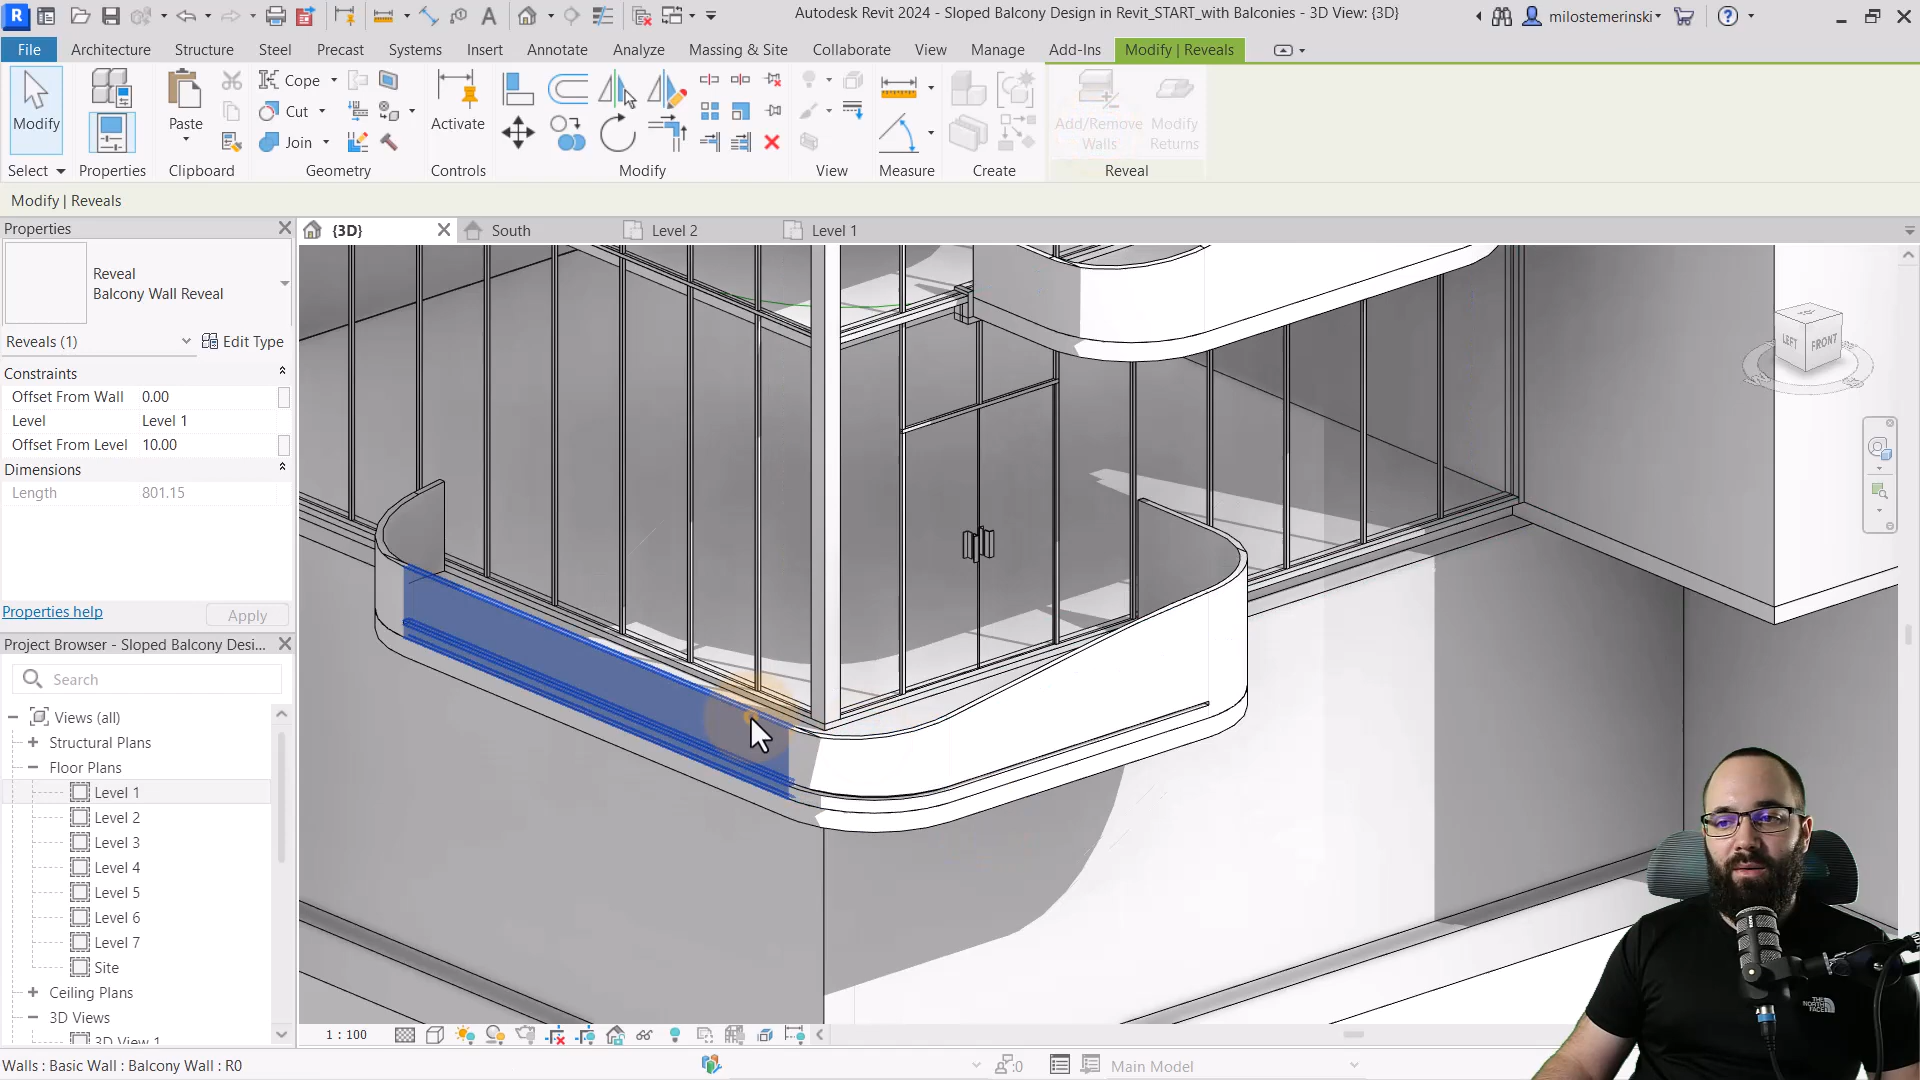 Autodesk Revit 2024 - Sloped Balcony Design in Revit_START_with Balconies - 3D View: {3D}
milostemerinski
File
Architecture
Structure
Steel
Precast
Systems
Insert
Annotate
Analyze
Massing & Site
Collaborate
View
Manage
Add-Ins
Modify | Reveals
Modify
Paste
Cope
Cut
Join
Activate
Add/Remove
Walls
Modify
Returns
Select
Properties
Clipboard
Geometry
Controls
Modify
View
Measure
Create
Reveal
Modify | Reveals
Properties
{3D}
South
Level 2
Level 1
Reveal
Balcony Wall Reveal
Reveals (1)
Edit Type
Constraints
Offset From Wall 0.00
Level Level 1
Offset From Level 10.00
Dimensions
Length 801.15
Properties help
Apply
LEFT
FRONT
Project Browser - Sloped Balcony Desi...
Search
Views (all)
Structural Plans
Floor Plans
Level 1
Level 2
Level 3
Level 4
Level 5
Level 6
Level 7
Site
Ceiling Plans
3D Views
3D View 1
1 : 100
THE
NORTH
FACE
Walls : Basic Wall : Balcony Wall : R0
:0
Main Model